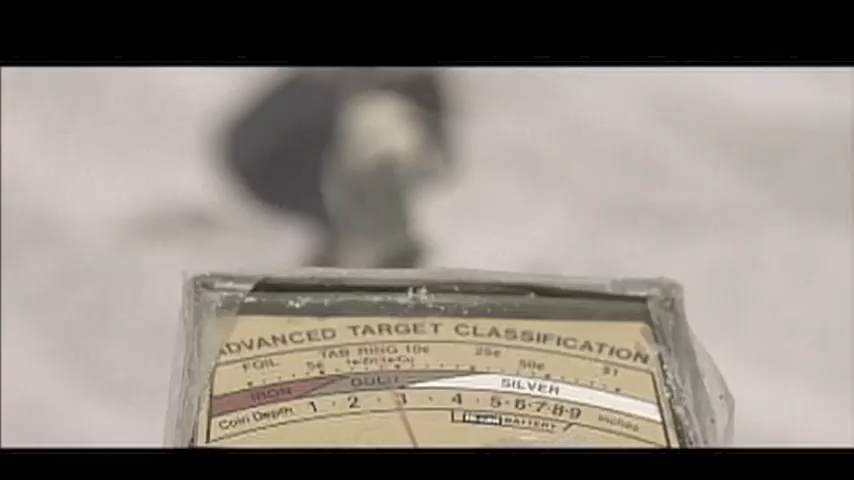 ADVANCED TARGET CLASSIFICATION
FOIL TAB RING 10¢ 25¢ 50¢ $1
5¢
IRON GOLD SILVER
Coin Depth 1 · 2 · 3 · 4 · 5·6·7·8·9 inches
BATTERY